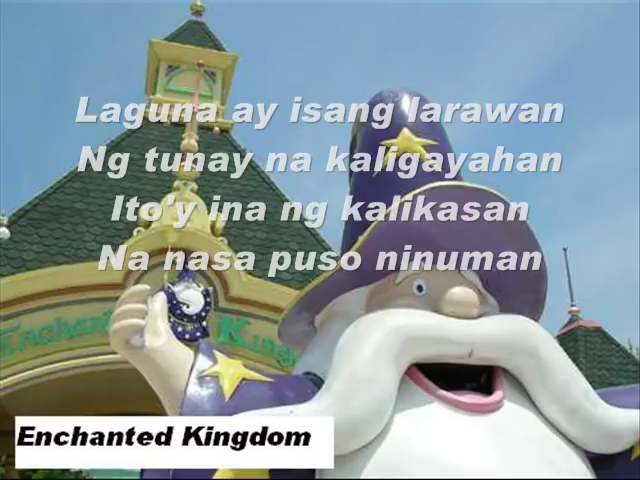 Laguna ay isang larawan
Ng tunay na kaligayahan
Ito'y ina ng kalikasan
Na nasa puso ninuman
Enchanted Kingdom